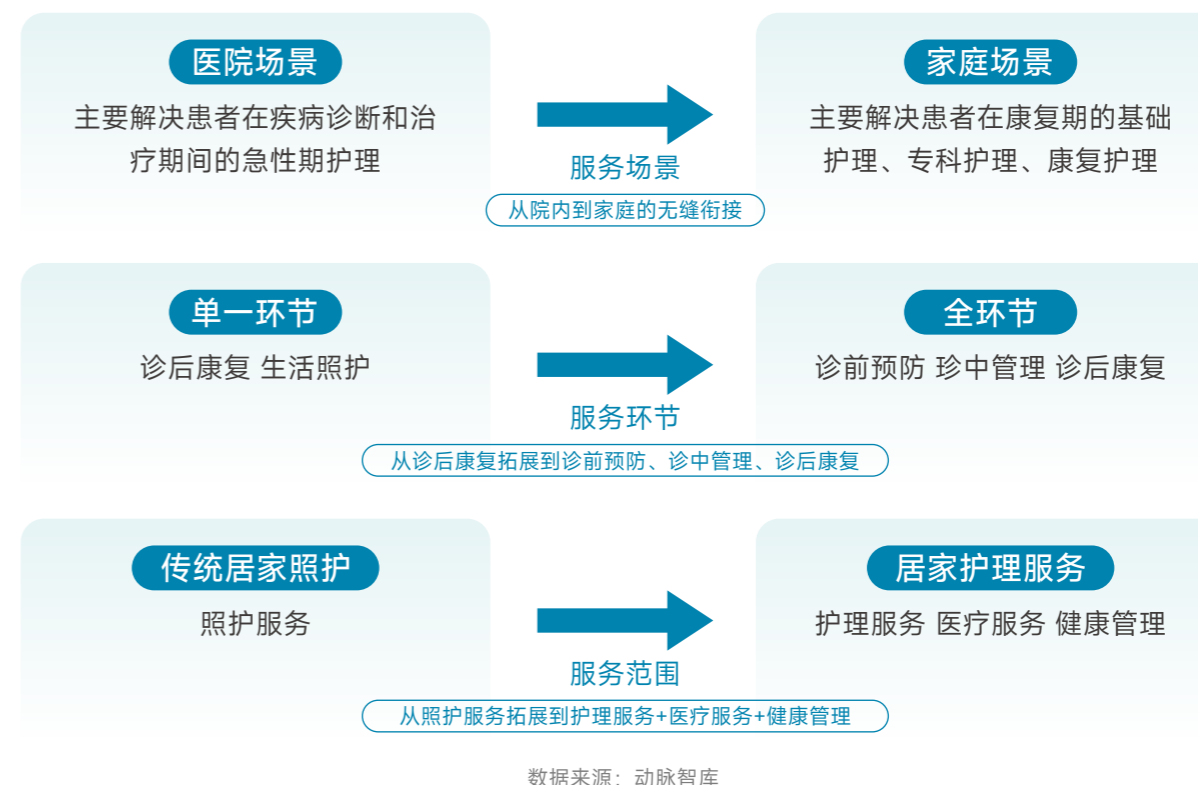 医院场景
主要解决患者在疾病诊断和治
疗期间的急性期护理
服务场景
从院内到家庭的无缝衔接
家庭场景
主要解决患者在康复期的基础
护理、专科护理、康复护理
单一环节
诊后康复 生活照护
服务环节
从诊后康复拓展到诊前预防、诊中管理、诊后康复
全环节
诊前预防 珍中管理 诊后康复
传统居家照护
照护服务
服务范围
从照护服务拓展到护理服务+医疗服务+健康管理
居家护理服务
护理服务 医疗服务 健康管理
数据来源：动脉智库